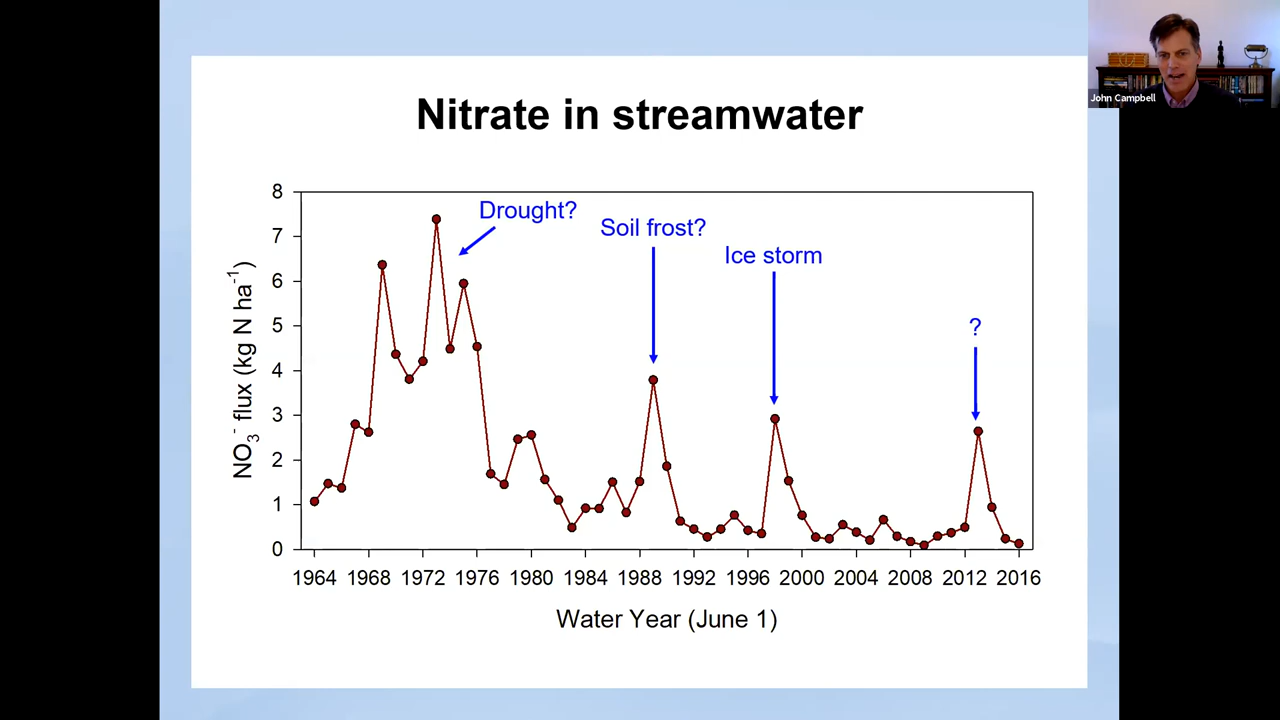 John Campbell
Nitrate in streamwater
Drought?
Soil frost?
Ice storm
?
8
7
6
5
4
3
2
1
0
NO3- flux (kg N ha-1)
1964 1968 1972 1976 1980 1984 1988 1992 1996 2000 2004 2008 2012 2016
Water Year (June 1)